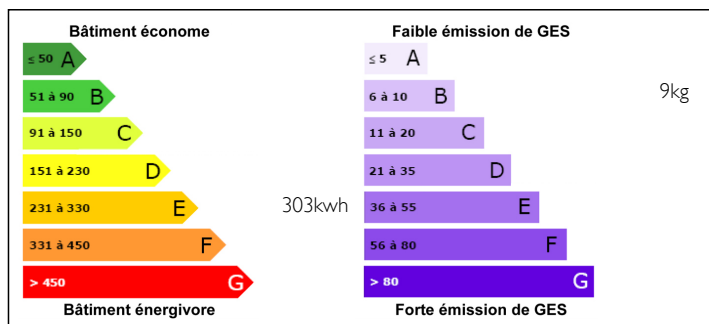 Bâtiment économe
≤ 50 A
51 à 90 B
91 à 150 C
151 à 230 D
231 à 330 E
303kwh
331 à 450 F
> 450 G
Bâtiment énergivore
Faible émission de GES
≤ 5 A
6 à 10 B
9kg
11 à 20 C
21 à 35 D
36 à 55 E
56 à 80 F
> 80 G
Forte émission de GES